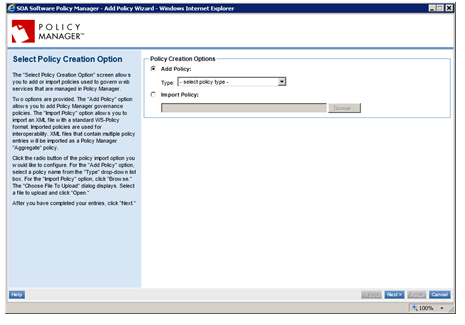 SOA Software Policy Manager - Add Policy Wizard - Windows Internet Explorer
POLICY
MANAGER™
Select Policy Creation Option
The "Select Policy Creation Option" screen allows
you to add or import policies used to govern web
services that are managed in Policy Manager.
Two options are provided. The "Add Policy" option
allows you to add Policy Manager governance
policies. The "Import Policy" option allows you to
import an XML file with a standard WS-Policy
format. Imported policies are used for
interoperability. XML files that contain multiple policy
entries will be imported as a Policy Manager
"Aggregate" policy.
Click the radio button of the policy import option you
would like to configure. For the "Add Policy" option,
select a policy name from the "Type" drop-down list
box. For the "Import Policy" option, click "Browse."
The "Choose File To Upload" dialog displays. Select
a file to upload and click "Open."
After you have completed your entries, click "Next."
Policy Creation Options
Add Policy:
Type: - select policy type -
Import Policy:
Browse...
Help
Next >
Cancel
100%